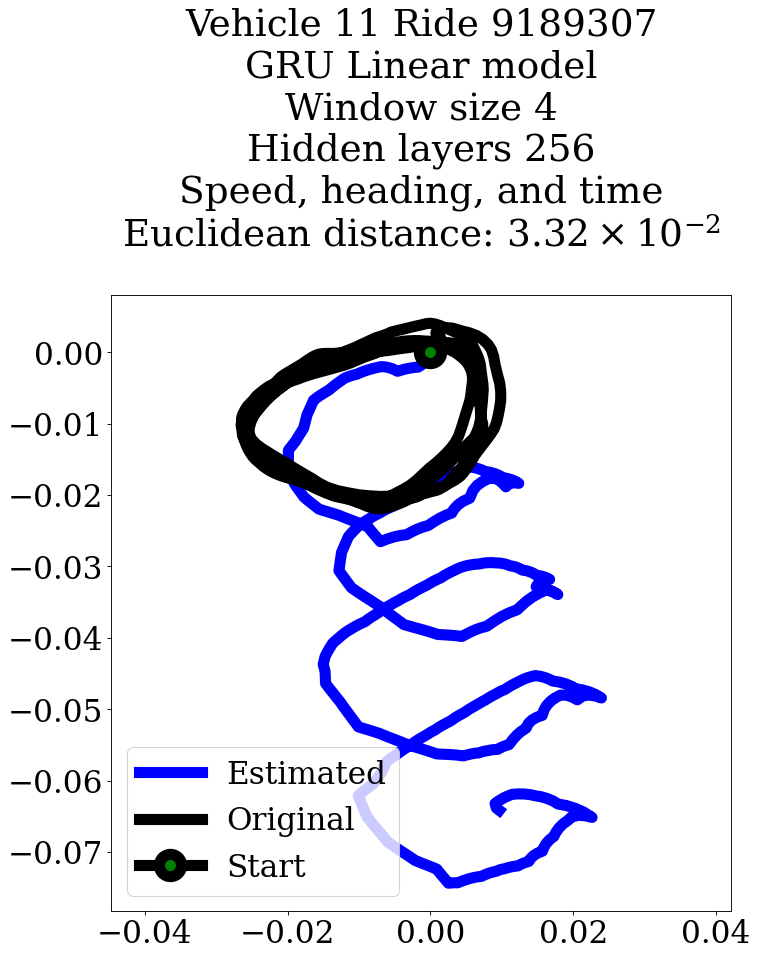 Vehicle 11 Ride 9189307
GRU Linear model
Window size 4
Hidden layers 256
Speed, heading, and time
Euclidean distance: 3.32 × 10⁻²
0.00
−0.01
−0.02
−0.03
−0.04
−0.05
−0.06
−0.07
Estimated
Original
Start
−0.04
−0.02
0.00
0.02
0.04